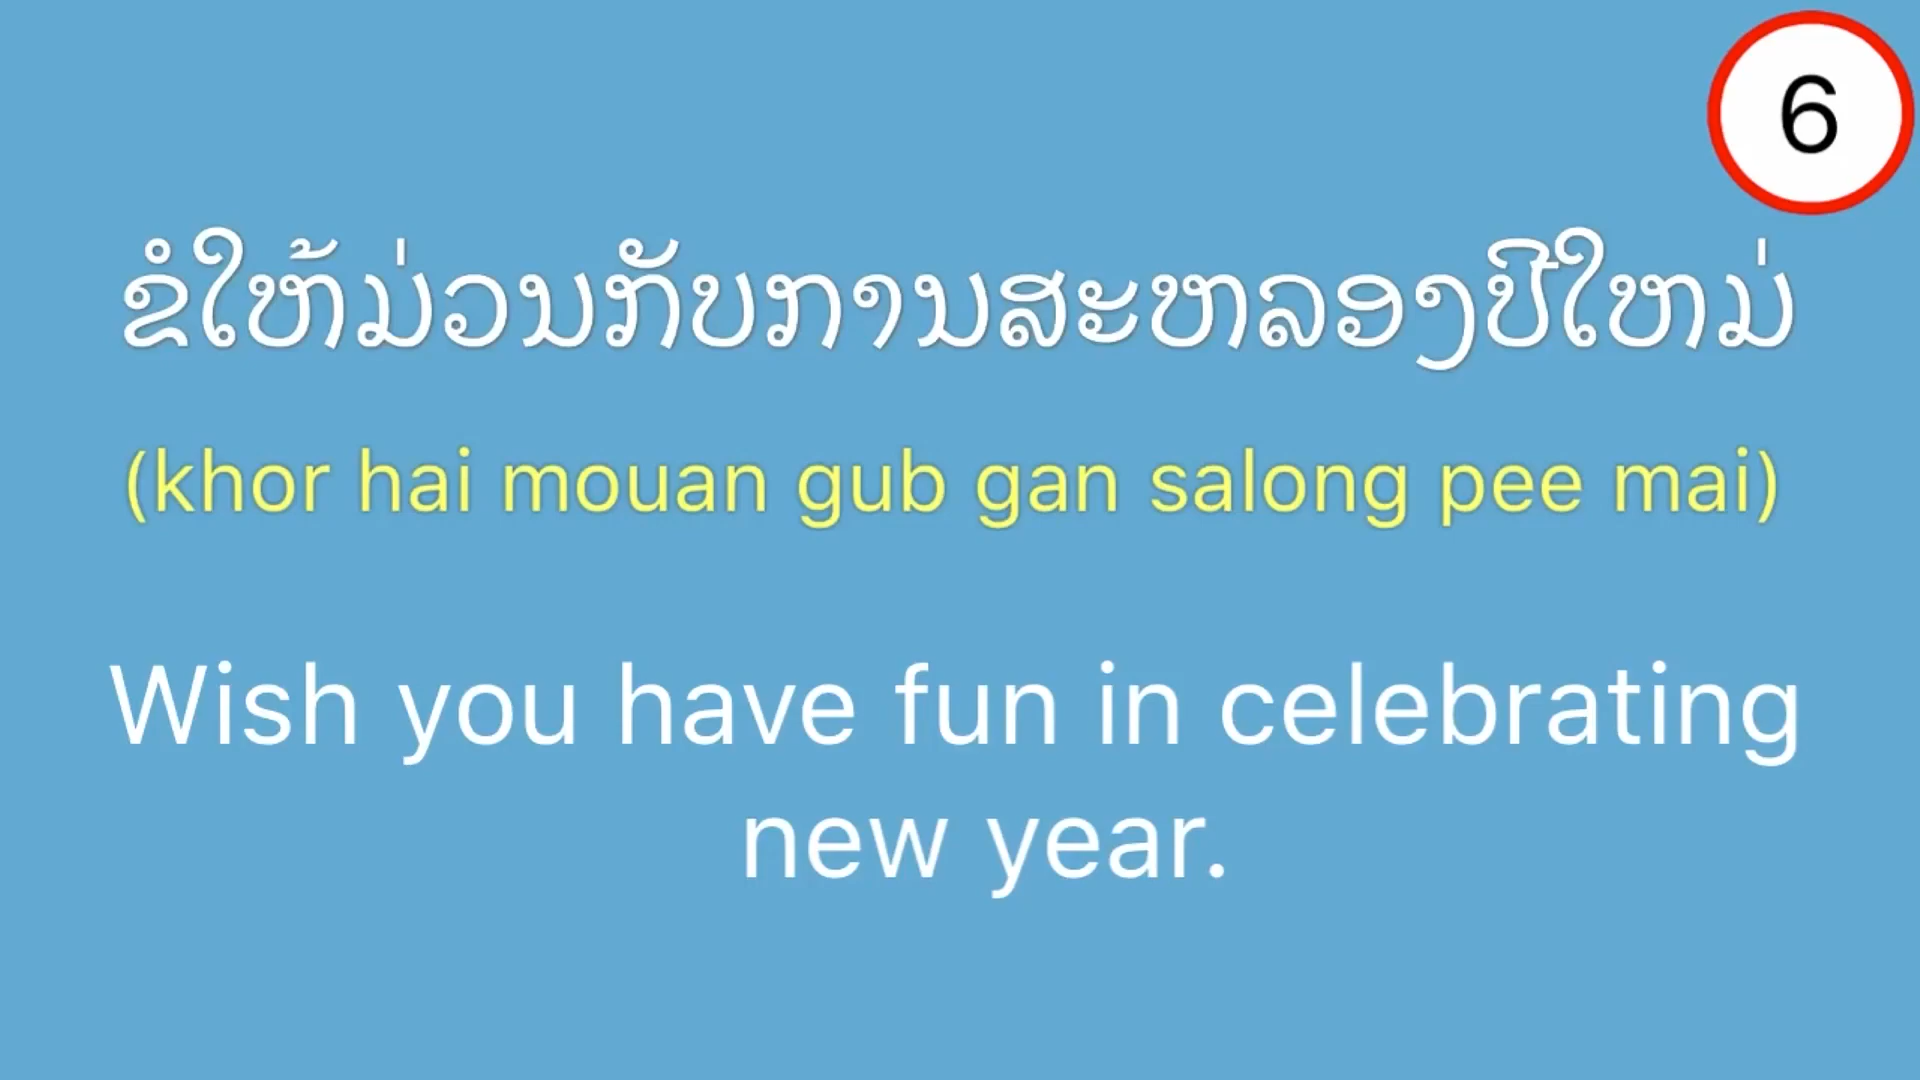 6
ຂໍໃຫ້ມ່ວນກັບການສະຫລອງປີໃຫມ່
(khor hai mouan gub gan salong pee mai)
Wish you have fun in celebrating
new year.